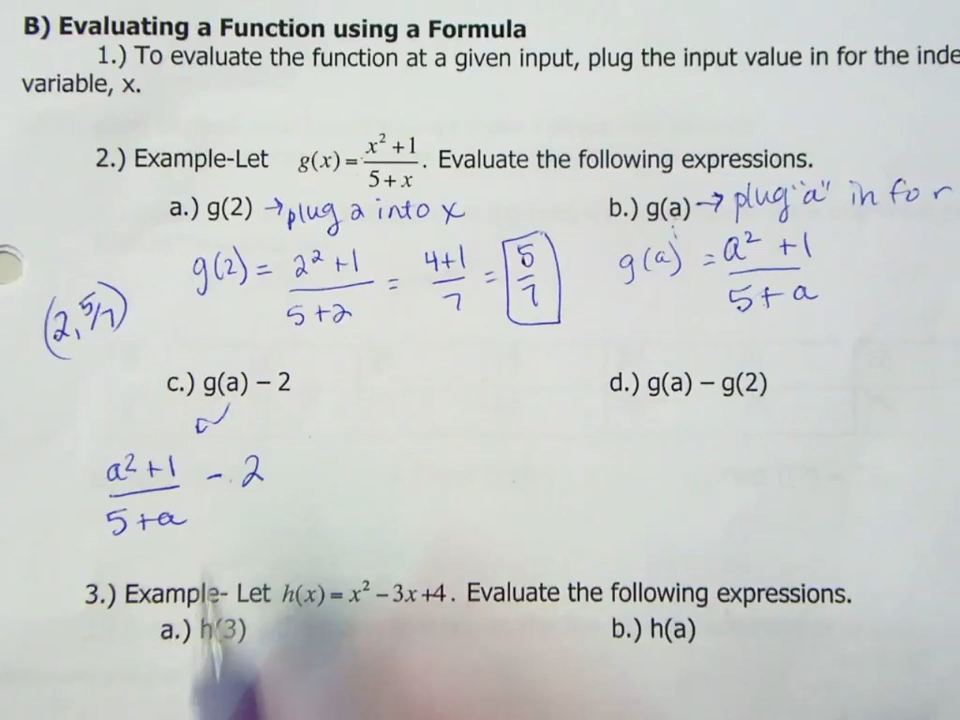 B) Evaluating a Function using a Formula
1.) To evaluate the function at a given input, plug the input value in for the inde
variable, x.
2.) Example-Let g(x) = (x² + 1)/(5 + x). Evaluate the following expressions.
a.) g(2) → plug 2 into x
b.) g(a) → plug "a" in for
g(2) = (2² + 1)/(5 + 2) = (4+1)/7 = 5/7
g(a) = (a² + 1)/(5 + a)
(2, 5/7)
c.) g(a) – 2
d.) g(a) – g(2)
(a² + 1)/(5 + a) - 2
3.) Example- Let h(x) = x² – 3x + 4. Evaluate the following expressions.
a.) h(3)
b.) h(a)